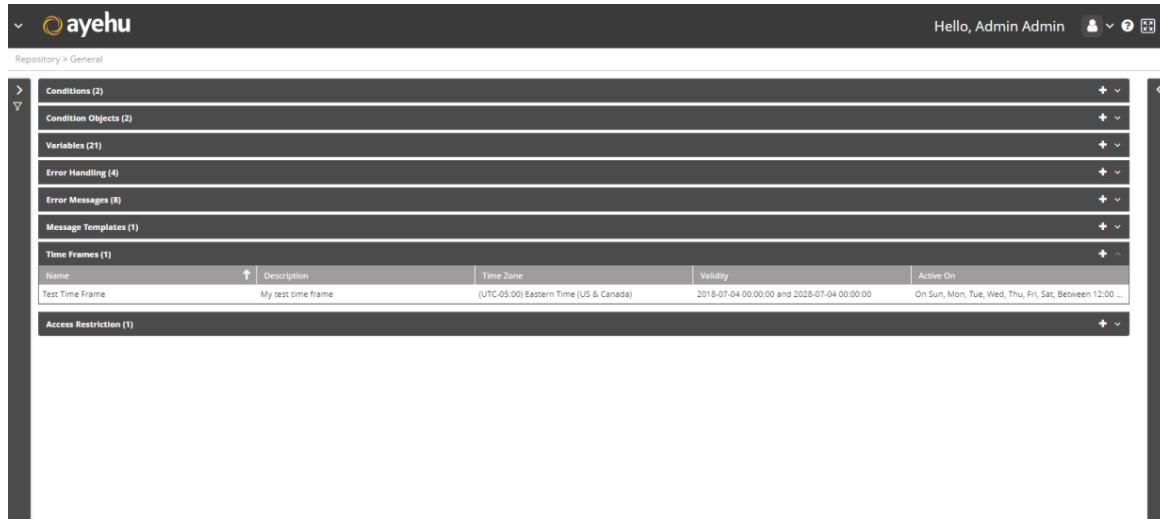 ayehu
Hello, Admin Admin
Repository > General
Conditions (2)
Condition Objects (2)
Variables (21)
Error Handling (4)
Error Messages (8)
Message Templates (1)
Time Frames (1)
Name Description Time Zone Validity Active On
Test Time Frame My test time frame (UTC-05:00) Eastern Time (US & Canada) 2018-07-04 00:00:00 and 2028-07-04 00:00:00 On Sun, Mon, Tue, Wed, Thu, Fri, Sat, Between 12:00 ...
Access Restriction (1)